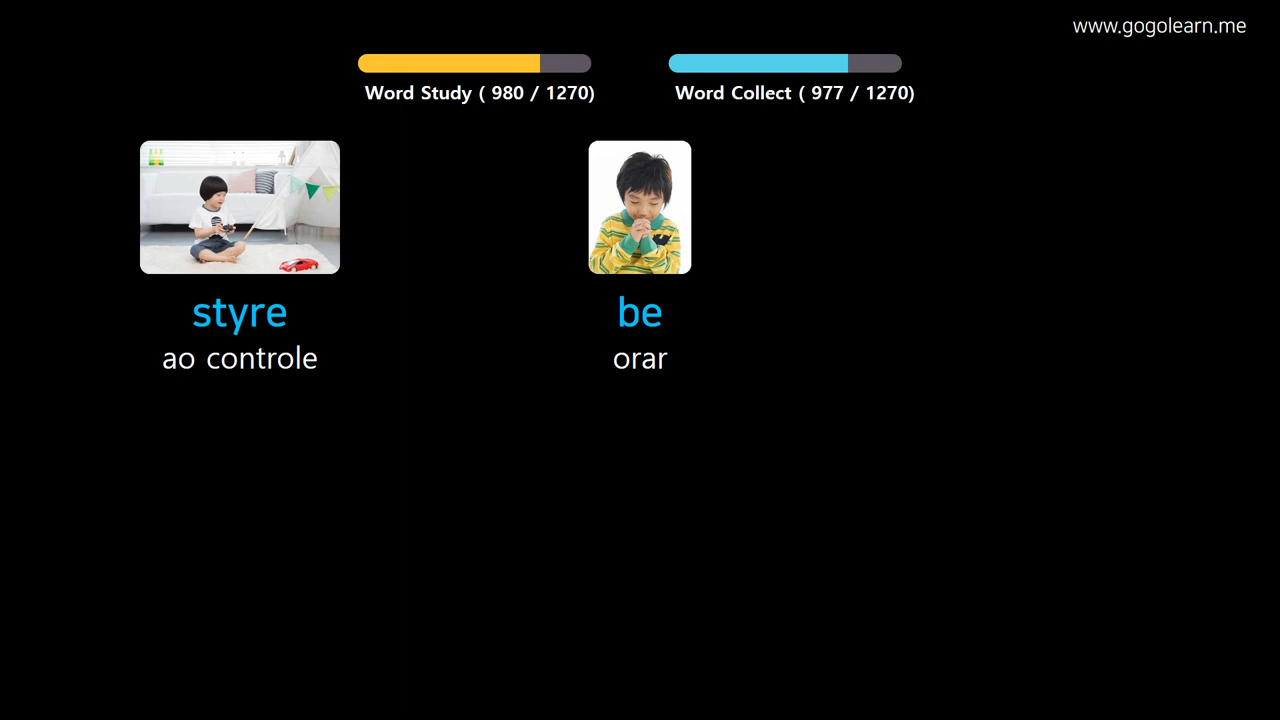 www.gogolearn.me
Word Study ( 980 / 1270)
Word Collect ( 977 / 1270)
styre
ao controle
be
orar